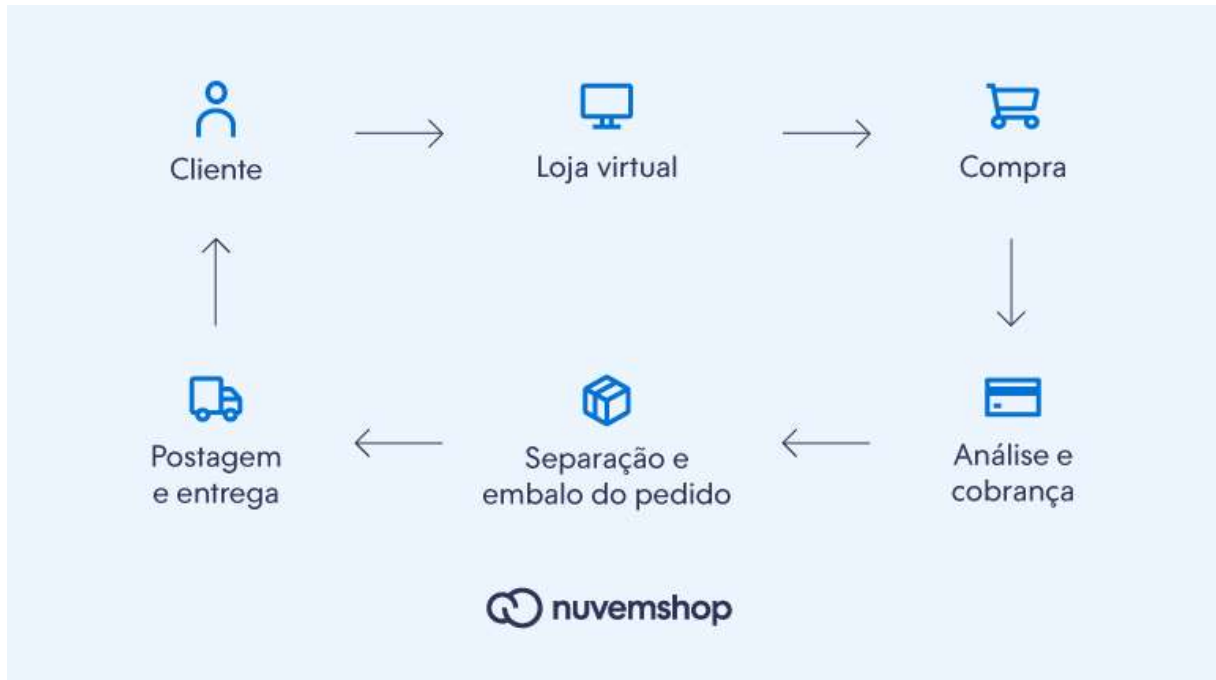 Cliente
Loja virtual
Compra
Postagem
e entrega
Separação e
embalo do pedido
Análise e
cobrança
nuvemshop